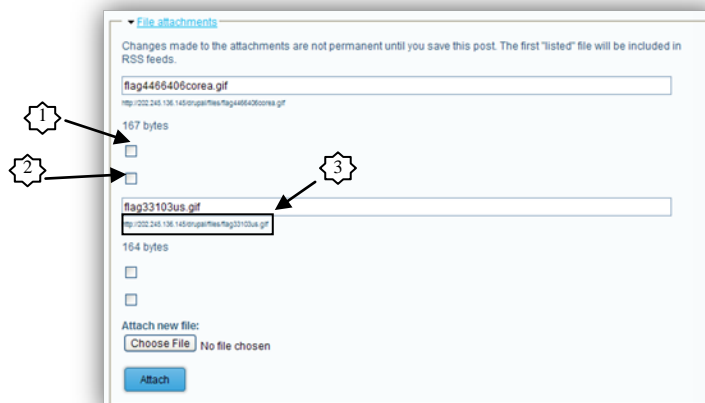 File attachments
Changes made to the attachments are not permanent until you save this post. The first "listed" file will be included in
RSS feeds.
flag4466406corea.gif
http://202.245.136.145/drupal/files/flag4466406corea.gif
167 bytes
1
2
3
flag33103us.gif
http://202.245.136.145/drupal/files/flag33103us.gif
164 bytes
Attach new file:
Choose File No file chosen
Attach